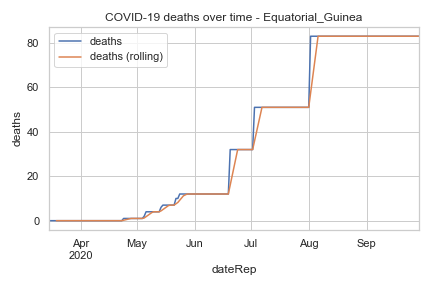 COVID-19 deaths over time - Equatorial_Guinea
deaths
deaths (rolling)
deaths
80
60
40
20
0
Apr
2020
May
Jun
Jul
Aug
Sep
dateRep